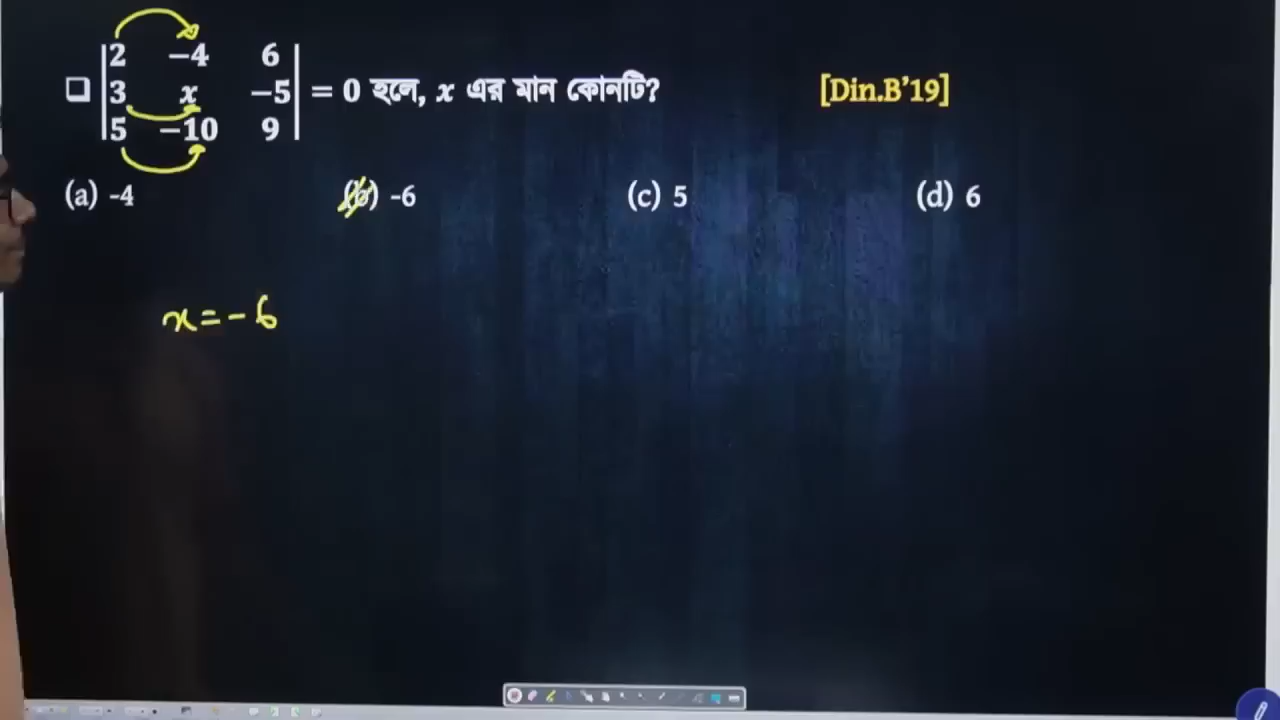 2 -4 6
❑ 3 x -5 = 0 হলে, x এর মান কোনটি? [Din.B'19]
5 -10 9
(a) -4 (b) -6 (c) 5 (d) 6
x = -6